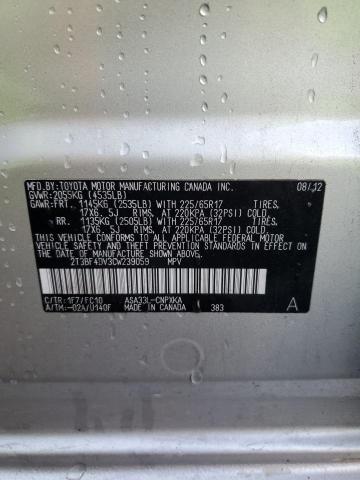 MFD.BY:TOYOTA MOTOR MANUFACTURING CANADA INC. 08/12
GVWR:2055KG (4535LB)
GAWR:FRT. 1145KG (2535LB) WITH 225/65R17 TIRES,
17X6.5J RIMS, AT 220KPA (32PSI) COLD
RR. 1135KG (2505LB) WITH 225/65R17 TIRES,
17X6.5J RIMS, AT 220KPA (32PSI) COLD
THIS VEHICLE CONFORMS TO ALL APPLICABLE FEDERAL MOTOR
VEHICLE SAFETY AND BUMPER STANDARDS IN EFFECT ON THE
DATE OF MANUFACTURE SHOWN ABOVE.
2T3BF4DV3CW239059 MPV
C/TR:1F7/FC10 ASA33L-CNPXKA A
A/TM:-02A/U140F MADE IN CANADA 383